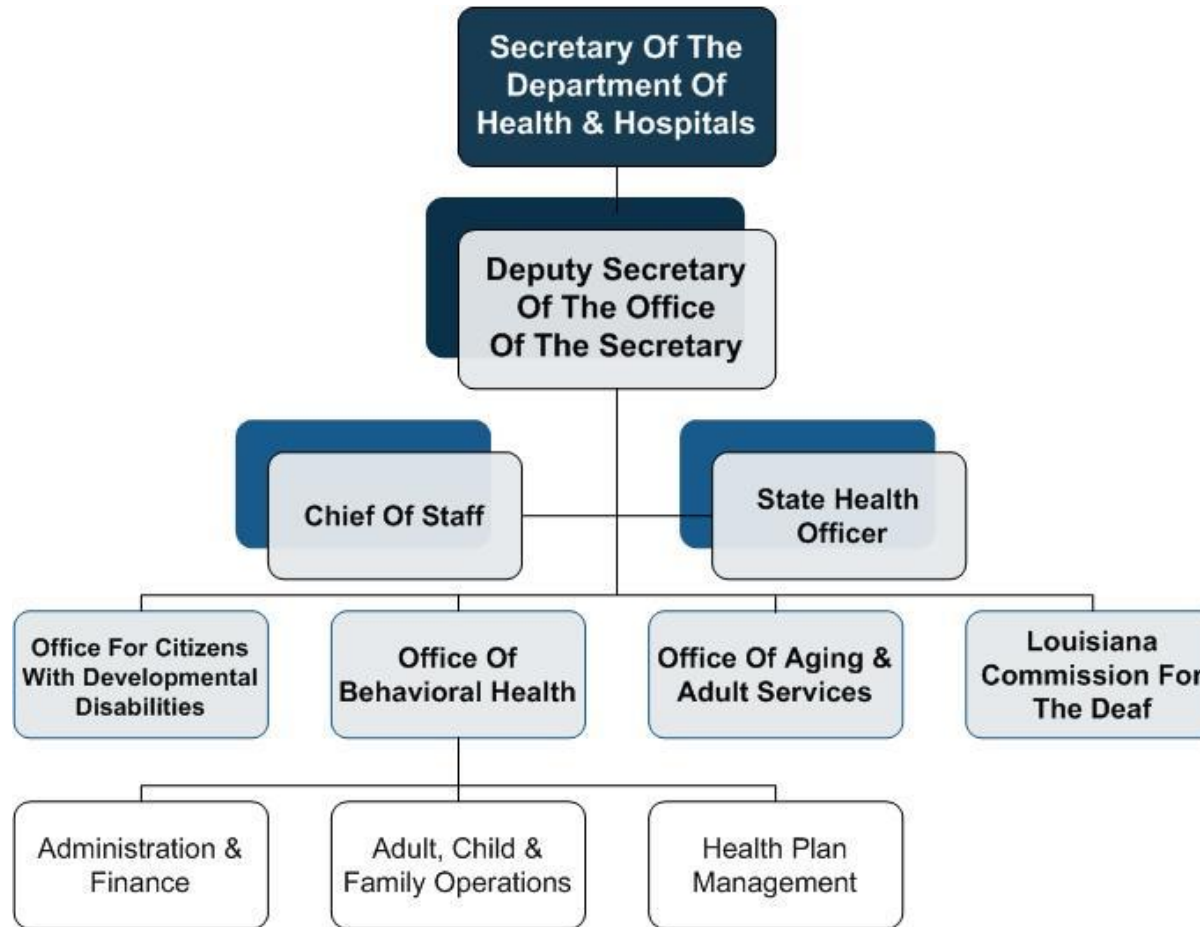 Secretary Of The
Department Of
Health & Hospitals
Deputy Secretary
Of The Office
Of The Secretary
Chief Of Staff
State Health
Officer
Office For Citizens
With Developmental
Disabilities
Office Of
Behavioral Health
Office Of Aging &
Adult Services
Louisiana
Commission For
The Deaf
Administration &
Finance
Adult, Child &
Family Operations
Health Plan
Management